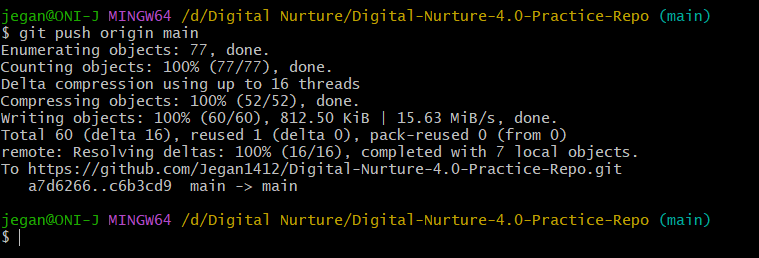 jegan@ONI-J MINGW64 /d/Digital Nurture/Digital-Nurture-4.0-Practice-Repo (main)
$ git push origin main
Enumerating objects: 77, done.
Counting objects: 100% (77/77), done.
Delta compression using up to 16 threads
Compressing objects: 100% (52/52), done.
Writing objects: 100% (60/60), 812.50 KiB | 15.63 MiB/s, done.
Total 60 (delta 16), reused 1 (delta 0), pack-reused 0 (from 0)
remote: Resolving deltas: 100% (16/16), completed with 7 local objects.
To https://github.com/Jegan1412/Digital-Nurture-4.0-Practice-Repo.git
   a7d6266..c6b3cd9  main -> main
jegan@ONI-J MINGW64 /d/Digital Nurture/Digital-Nurture-4.0-Practice-Repo (main)
$